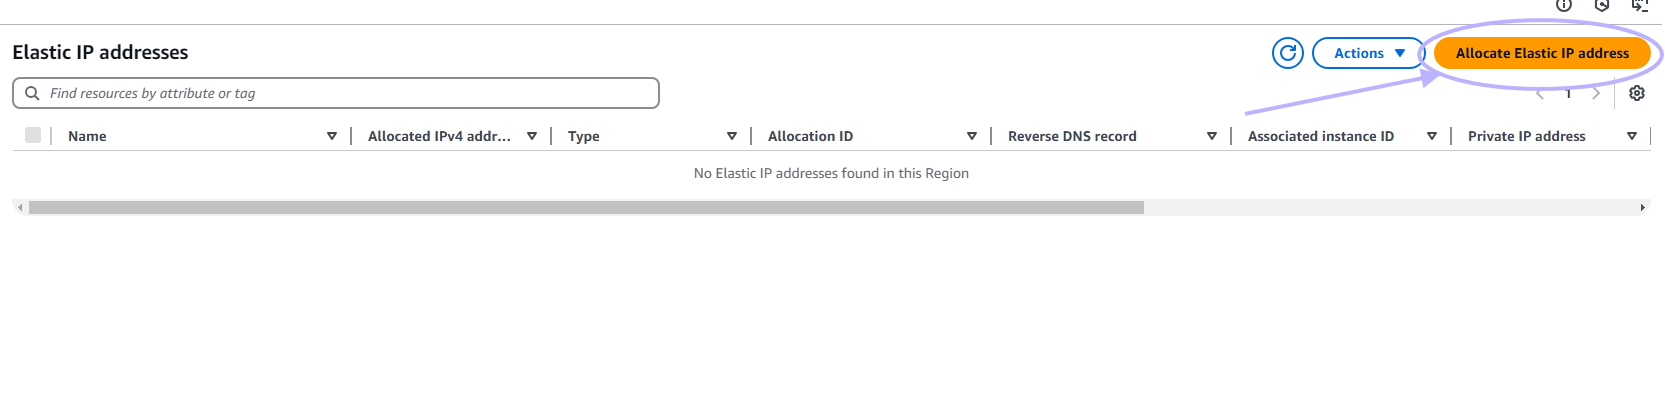 Elastic IP addresses
Actions
Allocate Elastic IP address
Find resources by attribute or tag
1
Name
Allocated IPv4 addr...
Type
Allocation ID
Reverse DNS record
Associated instance ID
Private IP address
No Elastic IP addresses found in this Region